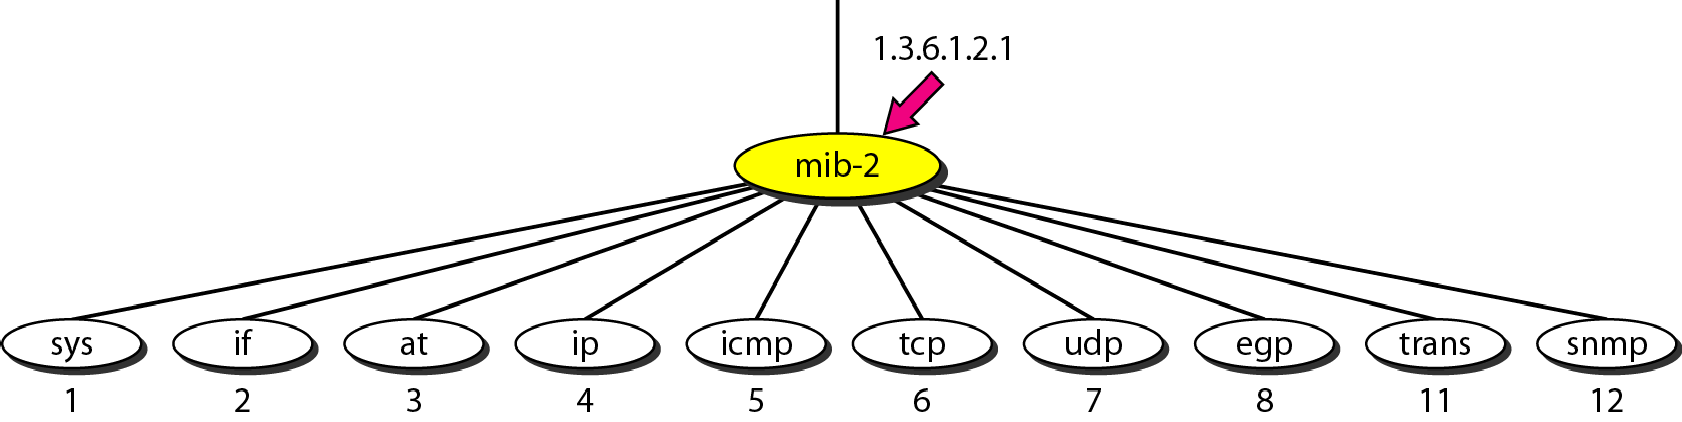 1.3.6.1.2.1
mib-2
sys if at ip icmp tcp udp egp trans snmp
1 2 3 4 5 6 7 8 11 12